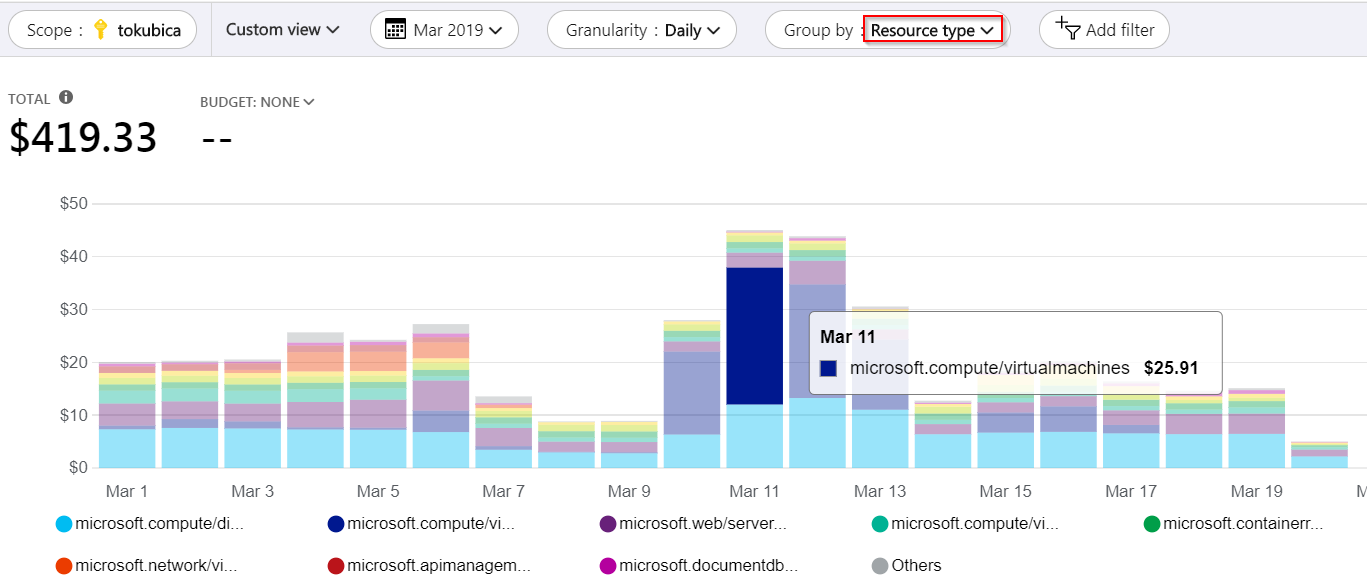 Scope : tokubica Custom view Mar 2019 Granularity : Daily Group by : Resource type Add filter
TOTAL BUDGET: NONE
$419.33 --
$50
$40
$30
Mar 11
microsoft.compute/virtualmachines $25.91
$20
$10
$0
Mar 1 Mar 3 Mar 5 Mar 7 Mar 9 Mar 11 Mar 13 Mar 15 Mar 17 Mar 19 M
microsoft.compute/di... microsoft.compute/vi... microsoft.web/server... microsoft.compute/vi... microsoft.containerr...
microsoft.network/vi... microsoft.apimanagem... microsoft.documentdb... Others